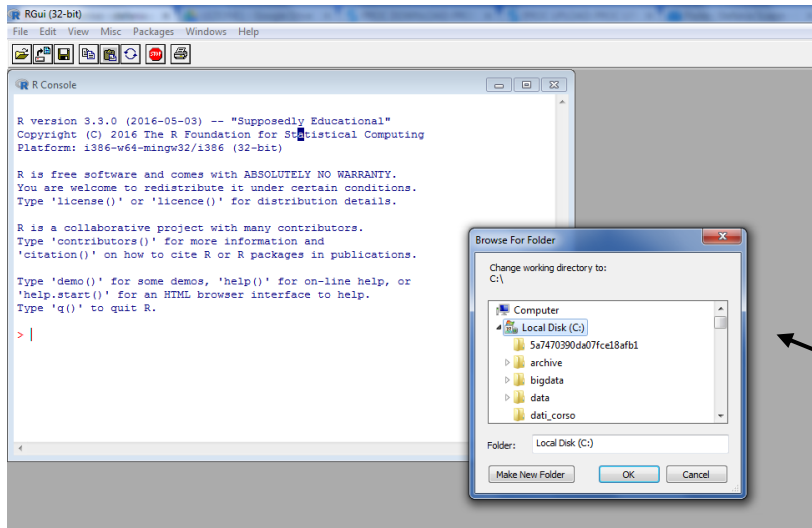 RGui (32-bit)
File Edit View Misc Packages Windows Help
STOP
R Console
R version 3.3.0 (2016-05-03) -- "Supposedly Educational"
Copyright (C) 2016 The R Foundation for Statistical Computing
Platform: i386-w64-mingw32/i386 (32-bit)
R is free software and comes with ABSOLUTELY NO WARRANTY.
You are welcome to redistribute it under certain conditions.
Type 'license()' or 'licence()' for distribution details.
R is a collaborative project with many contributors.
Type 'contributors()' for more information and
'citation()' on how to cite R or R packages in publications.
Type 'demo()' for some demos, 'help()' for on-line help, or
'help.start()' for an HTML browser interface to help.
Type 'q()' to quit R.
>
Browse For Folder
Change working directory to:
C:\
Computer
Local Disk (C:)
5a7470390da07fce18afb1
archive
bigdata
data
dati_corso
Folder: Local Disk (C:)
Make New Folder OK Cancel